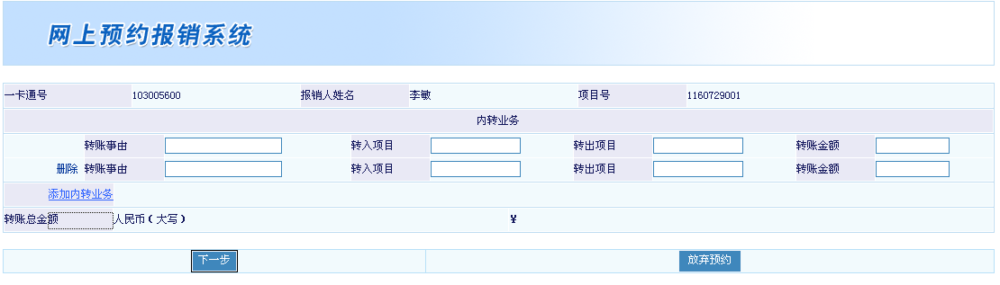 网上预约报销系统
一卡通号 103005600 报销人姓名 李敏 项目号 1160729001
内转业务
转账事由 转入项目 转出项目 转账金额
删除 转账事由 转入项目 转出项目 转账金额
添加内转业务
转账总金额 人民币（大写） ¥
下一步 放弃预约